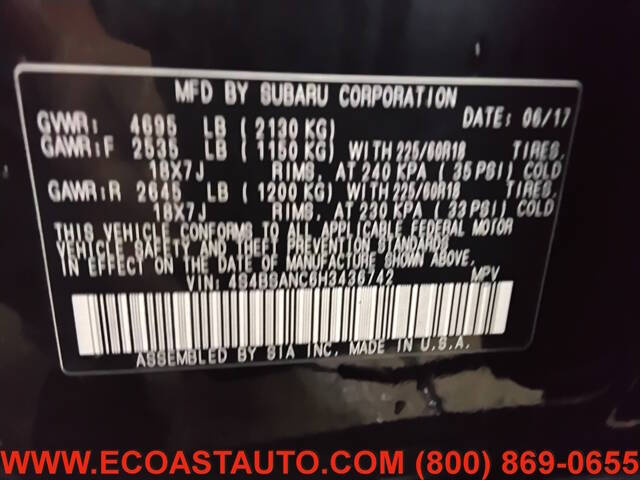 MFD BY SUBARU CORPORATION
GVWR: 4695 LB ( 2130 KG) DATE: 06/17
GAWR:F 2535 LB ( 1150 KG) WITH 225/60R18 TIRES,
18X7J RIMS, AT 240 KPA ( 35 PSI) COLD
GAWR:R 2645 LB ( 1200 KG) WITH 225/60R18 TIRES,
18X7J RIMS, AT 230 KPA ( 33 PSI) COLD
THIS VEHICLE CONFORMS TO ALL APPLICABLE FEDERAL MOTOR
VEHICLE SAFETY AND THEFT PREVENTION STANDARDS
IN EFFECT ON THE DATE OF MANUFACTURE SHOWN ABOVE.
VIN: 4S4BSANC6H3436742 MPV
ASSEMBLED BY SIA INC, MADE IN U.S.A.
WWW.ECOASTAUTO.COM (800) 869-0655